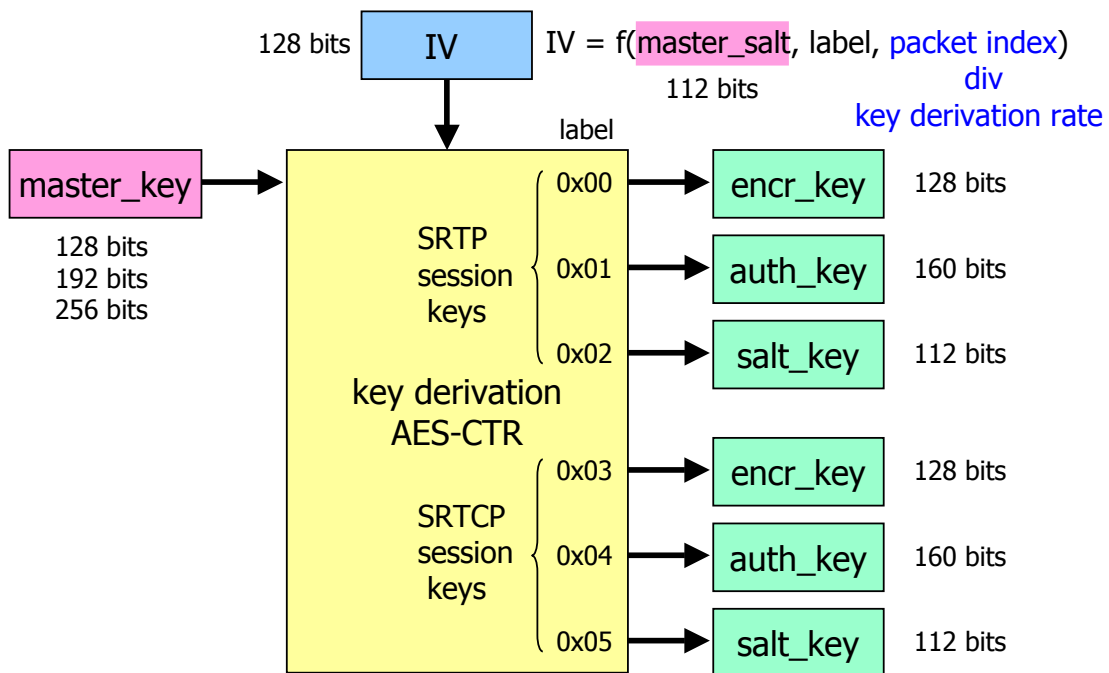 128 bits
IV
IV = f(master_salt, label, packet index)
112 bits
div
key derivation rate
label
master_key
128 bits
192 bits
256 bits
SRTP
session
keys
0x00
encr_key
128 bits
0x01
auth_key
160 bits
0x02
salt_key
112 bits
key derivation
AES-CTR
SRTCP
session
keys
0x03
encr_key
128 bits
0x04
auth_key
160 bits
0x05
salt_key
112 bits